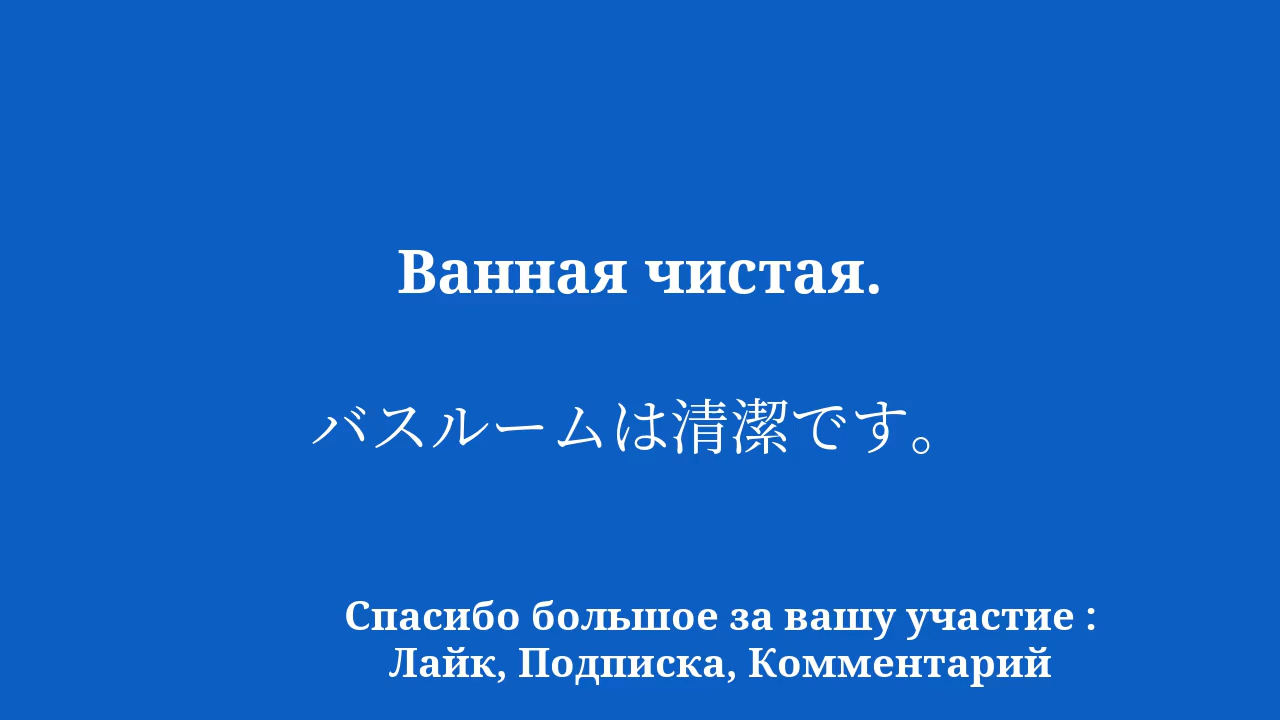 Ванная чистая.
バスルームは清潔です。
Спасибо большое за вашу участие :
Лайк, Подписка, Комментарий